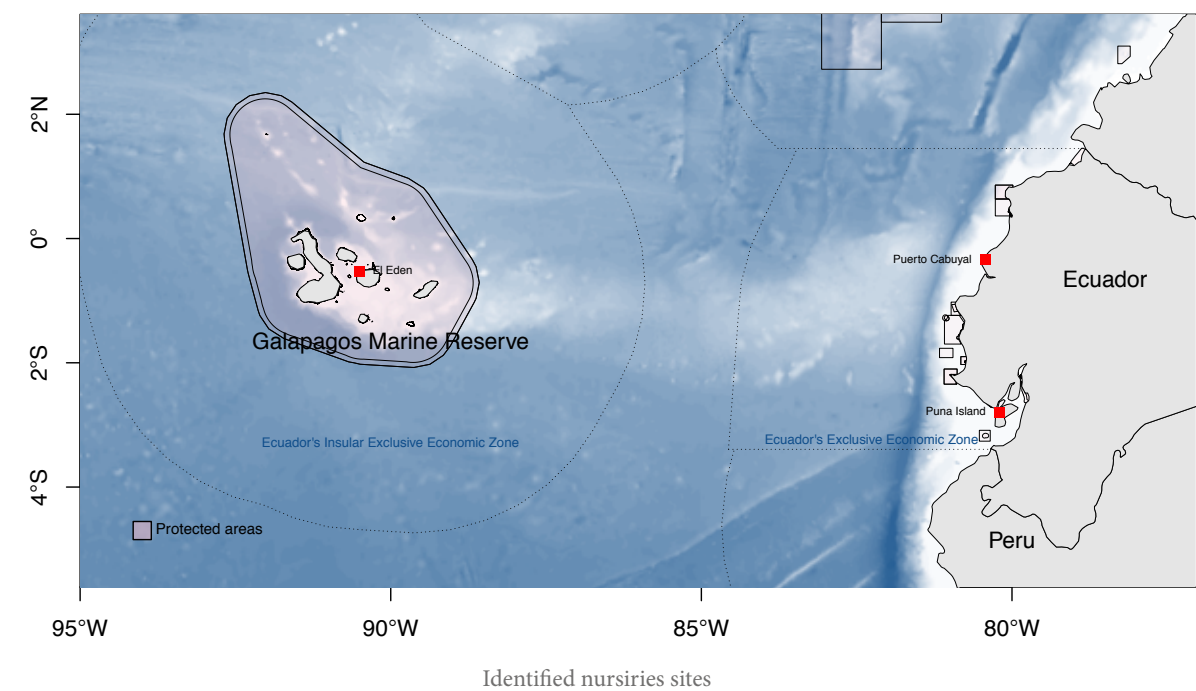 2°N
0°
2°S
4°S
Puerto Cabuyal
El Eden
Ecuador
Galapagos Marine Reserve
Puna Island
Ecuador's Insular Exclusive Economic Zone
Ecuador's Exclusive Economic Zone
Protected areas
Peru
95°W
90°W
85°W
80°W
Identified nursiries sites